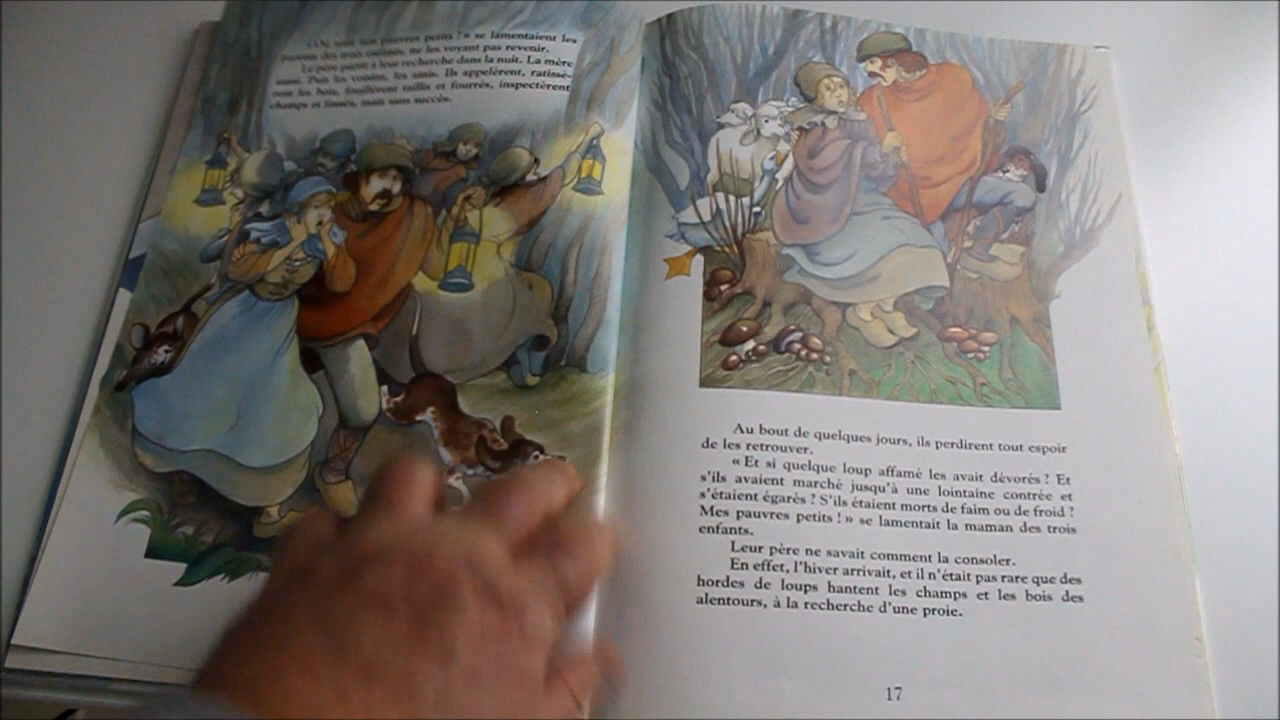 « Où sont nos pauvres petits ! » se lamentaient les
parents des trois enfants, ne les voyant pas revenir.
Le père partit à leur recherche dans la nuit. La mère
aussi. Puis les cousins, les amis. Ils appelèrent, ratissè-
rent les bois, fouillèrent taillis et fourrés, inspectèrent
champs et fossés, mais sans succès.
Au bout de quelques jours, ils perdirent tout espoir
de les retrouver.
« Et si quelque loup affamé les avait dévorés ? Et
s'ils avaient marché jusqu'à une lointaine contrée et
s'étaient égarés ? S'ils étaient morts de faim ou de froid ?
Mes pauvres petits ! » se lamentait la maman des trois
enfants.
Leur père ne savait comment la consoler.
En effet, l'hiver arrivait, et il n'était pas rare que des
hordes de loups hantent les champs et les bois des
alentours, à la recherche d'une proie.
17